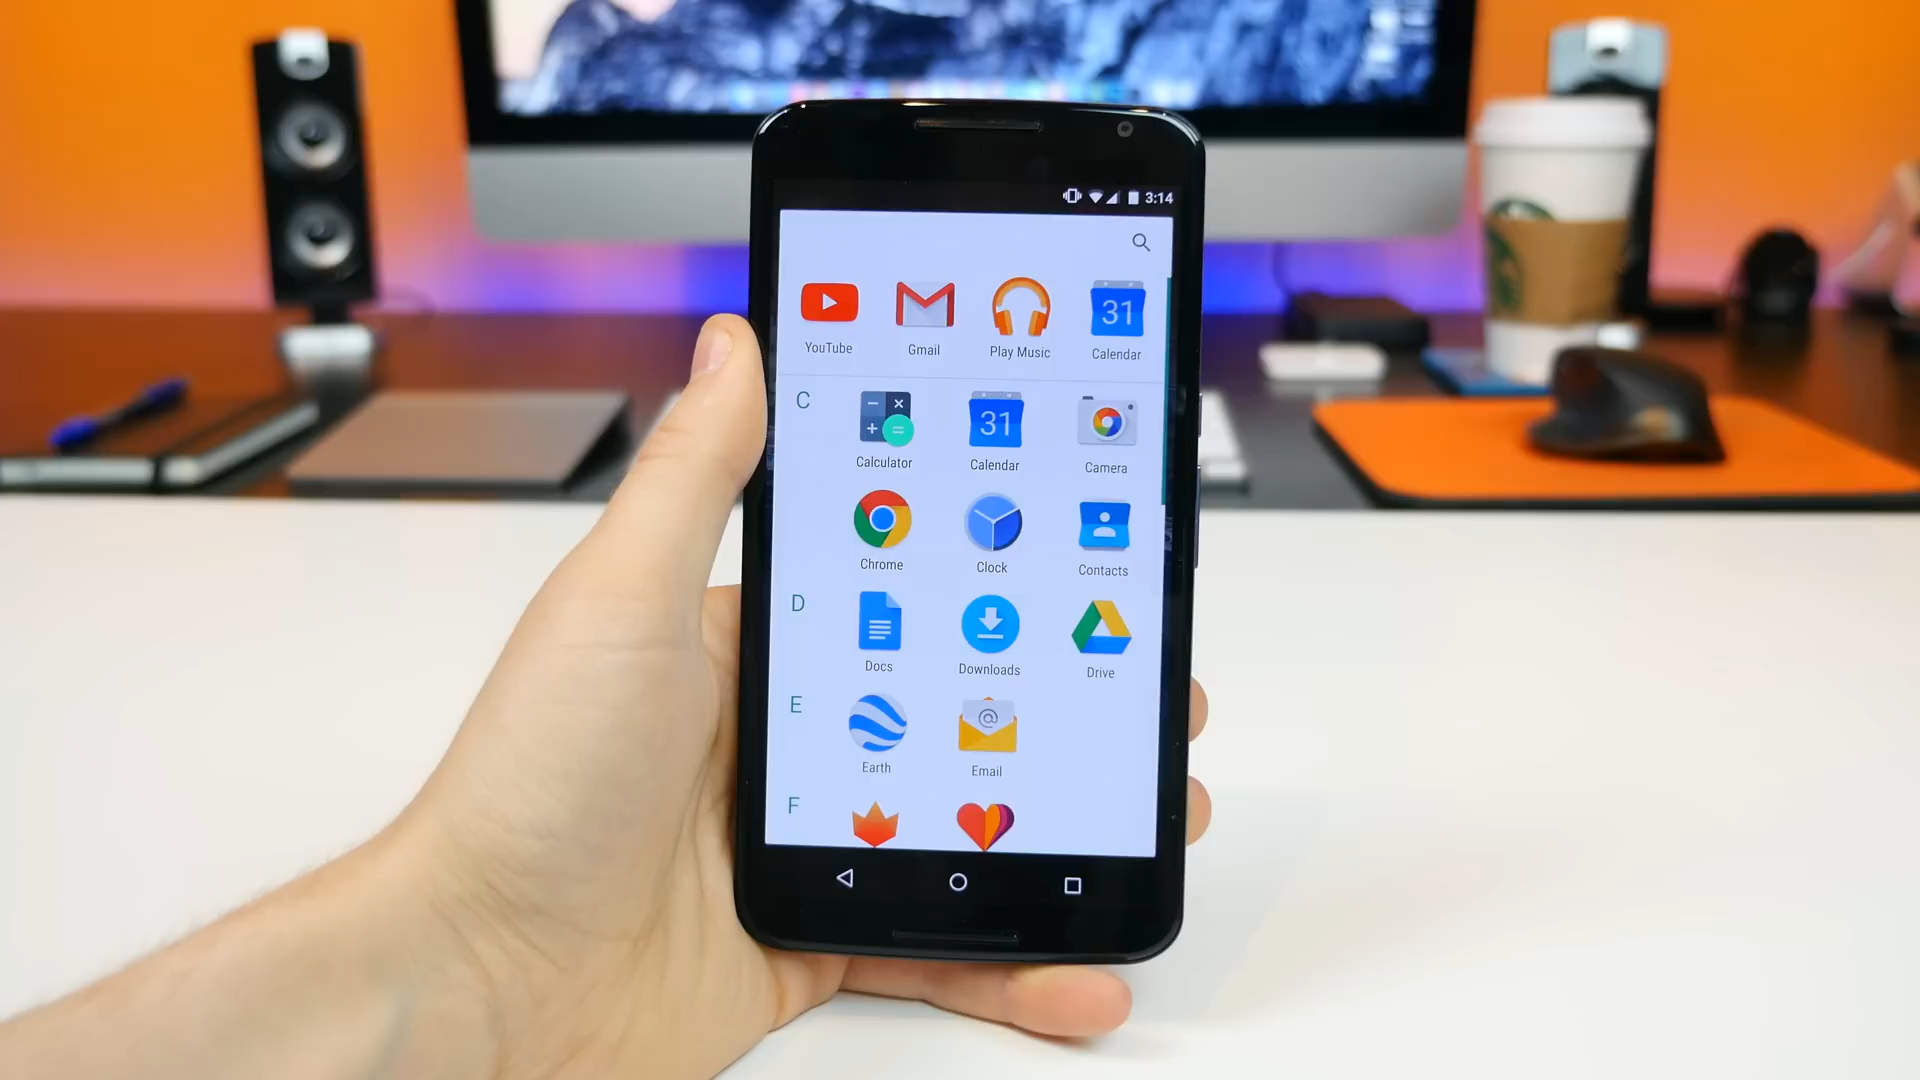 3:14
YouTube Gmail Play Music Calendar
31
C
31
Calculator Calendar Camera
Chrome Clock Contacts
D
Docs Downloads Drive
E
@
Earth Email
F